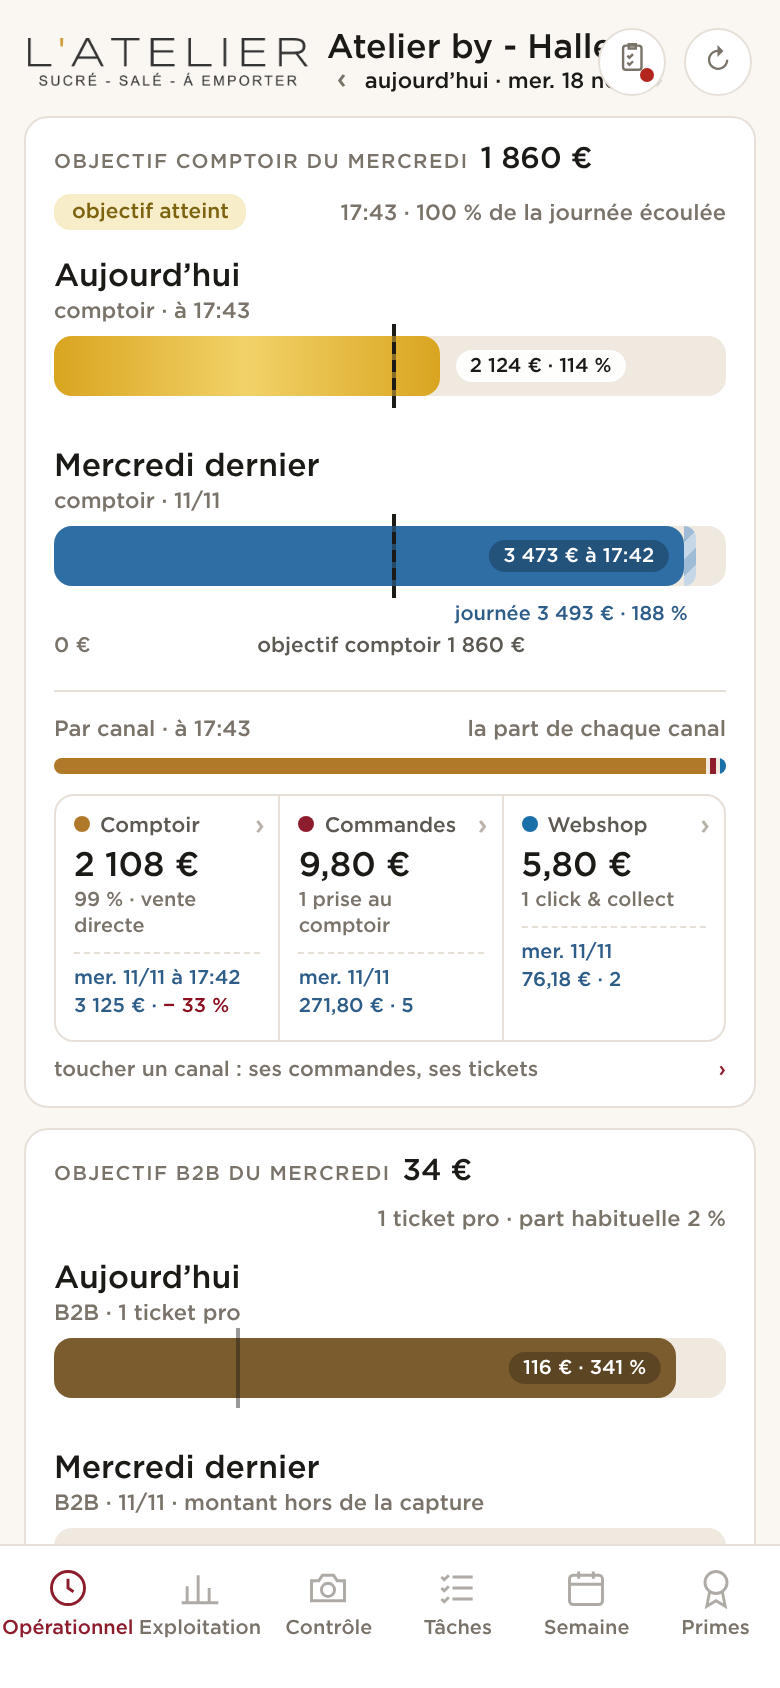 L'ATELIER
SUCRÉ - SALÉ - Á EMPORTER
Atelier by - Halle
‹ aujourd’hui · mer. 18
OBJECTIF COMPTOIR DU MERCREDI 1 860 €
objectif atteint
17:43 · 100 % de la journée écoulée
Aujourd’hui
comptoir · à 17:43
2 124 € · 114 %
Mercredi dernier
comptoir · 11/11
3 473 € à 17:42
journée 3 493 € · 188 %
0 €
objectif comptoir 1 860 €
Par canal · à 17:43
la part de chaque canal
Comptoir ›
2 108 €
99 % · vente
directe
mer. 11/11 à 17:42
3 125 € · − 33 %
Commandes ›
9,80 €
1 prise au
comptoir
mer. 11/11
271,80 € · 5
Webshop ›
5,80 €
1 click & collect
mer. 11/11
76,18 € · 2
toucher un canal : ses commandes, ses tickets ›
OBJECTIF B2B DU MERCREDI 34 €
1 ticket pro · part habituelle 2 %
Aujourd’hui
B2B · 1 ticket pro
116 € · 341 %
Mercredi dernier
B2B · 11/11 · montant hors de la capture
Opérationnel
Exploitation
Contrôle
Tâches
Semaine
Primes